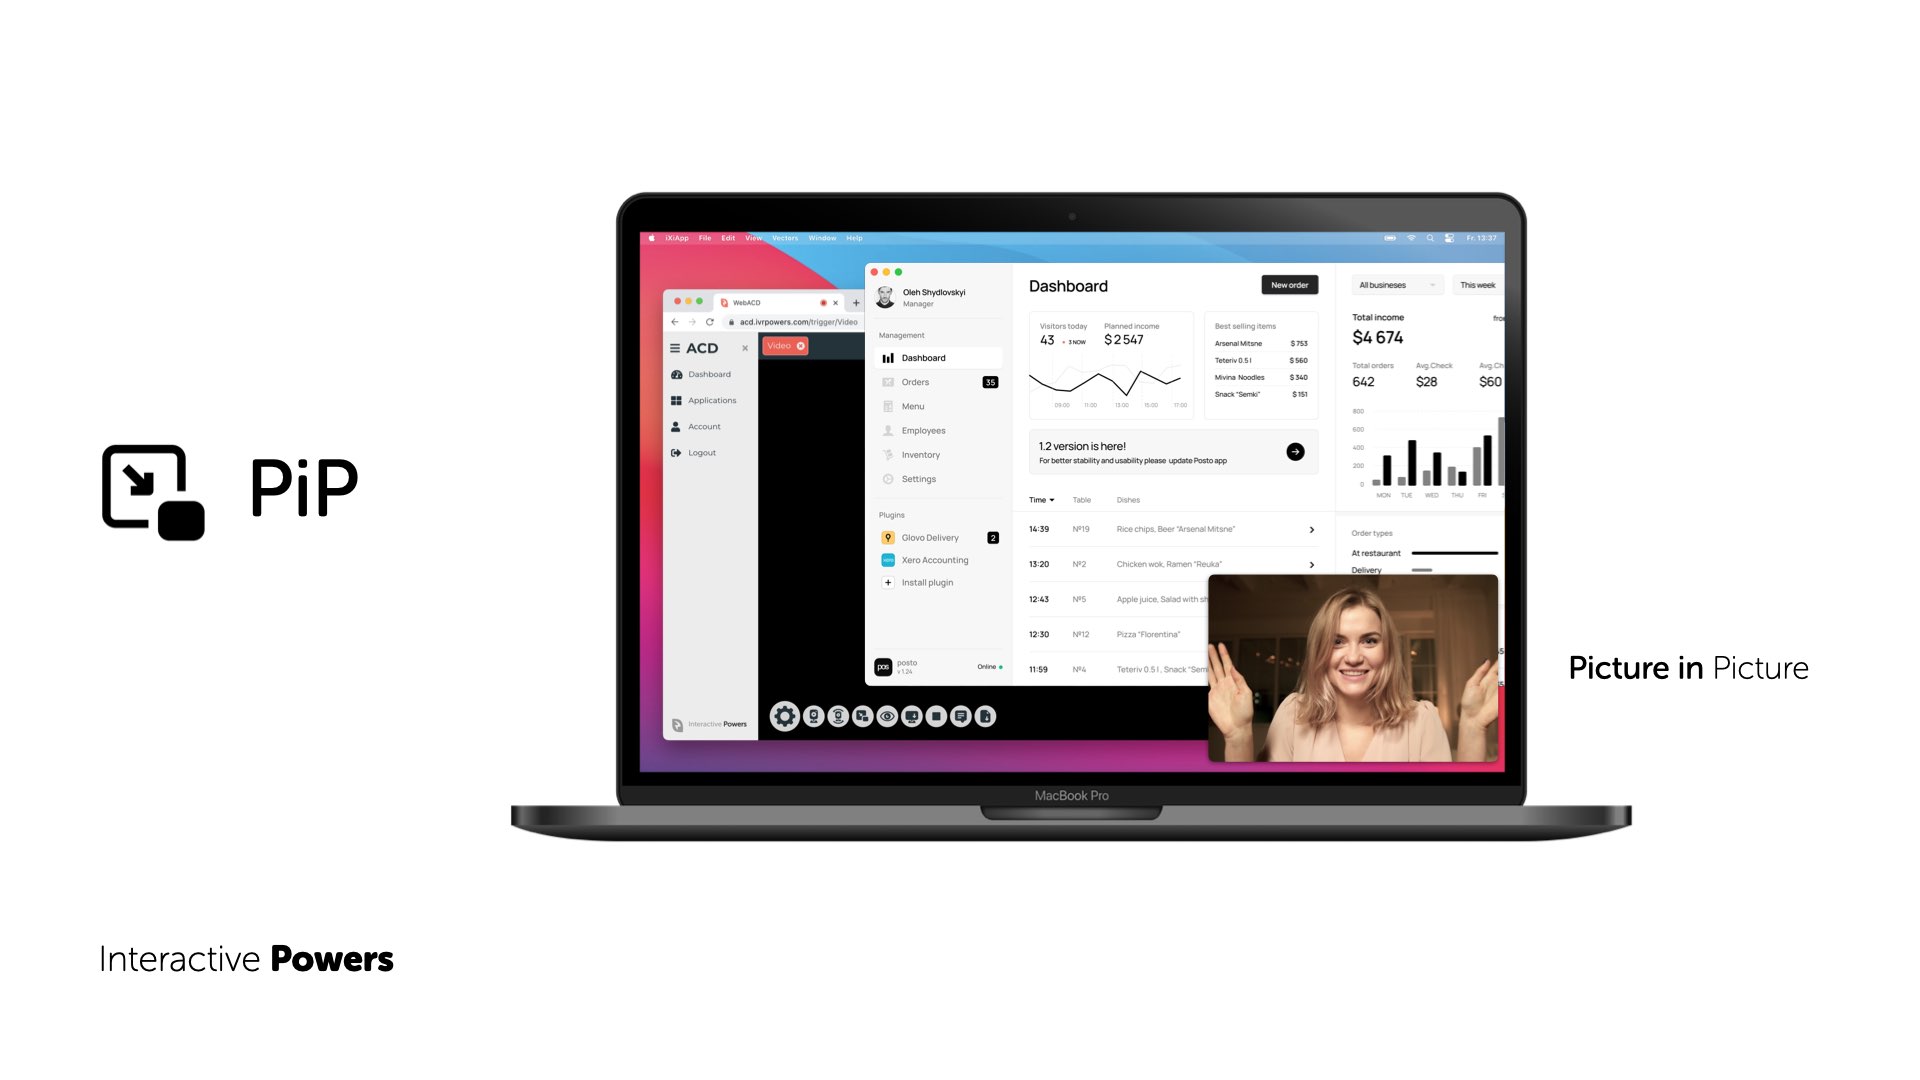 PiP
Interactive Powers
Picture in Picture
MacBook Pro
iXiApp File Edit View Vectors Window Help
Fr. 13:37
WebACD
acd.ivrpowers.com/trigger/Video
ACD
Video
Dashboard
Applications
Account
Logout
Interactive Powers
Oleh Shydlovskyi
Manager
Management
Dashboard
Orders 35
Menu
Employees
Inventory
Settings
Plugins
Glovo Delivery 2
Xero Accounting
Install plugin
pos
posto
v 1.24
Online
Dashboard
New order
Visitors today
43 3 NOW
Planned income
$ 2 547
09:00 11:00 13:00 15:00 17:00
Best selling items
Arsenal Mitsne $ 753
Teteriv 0.5 l $ 560
Mivina Noodles $ 340
Snack "Semki" $ 151
1.2 version is here!
For better stability and usability please update Posto app
Time Table Dishes
14:39 №19 Rice chips, Beer "Arsenal Mitsne"
13:20 №2 Chicken wok, Ramen "Reuka"
12:43 №5 Apple juice, Salad with sh
12:30 №12 Pizza "Florentina"
11:59 №4 Teteriv 0.5 l , Snack "Sem
All busineses
This week
Total income
$4 674
Total orders
642
Avg.Check
$28
Avg.Ch
$60
800
600
400
200
0
MON TUE WED THU FRI S
Order types
At restaurant
Delivery